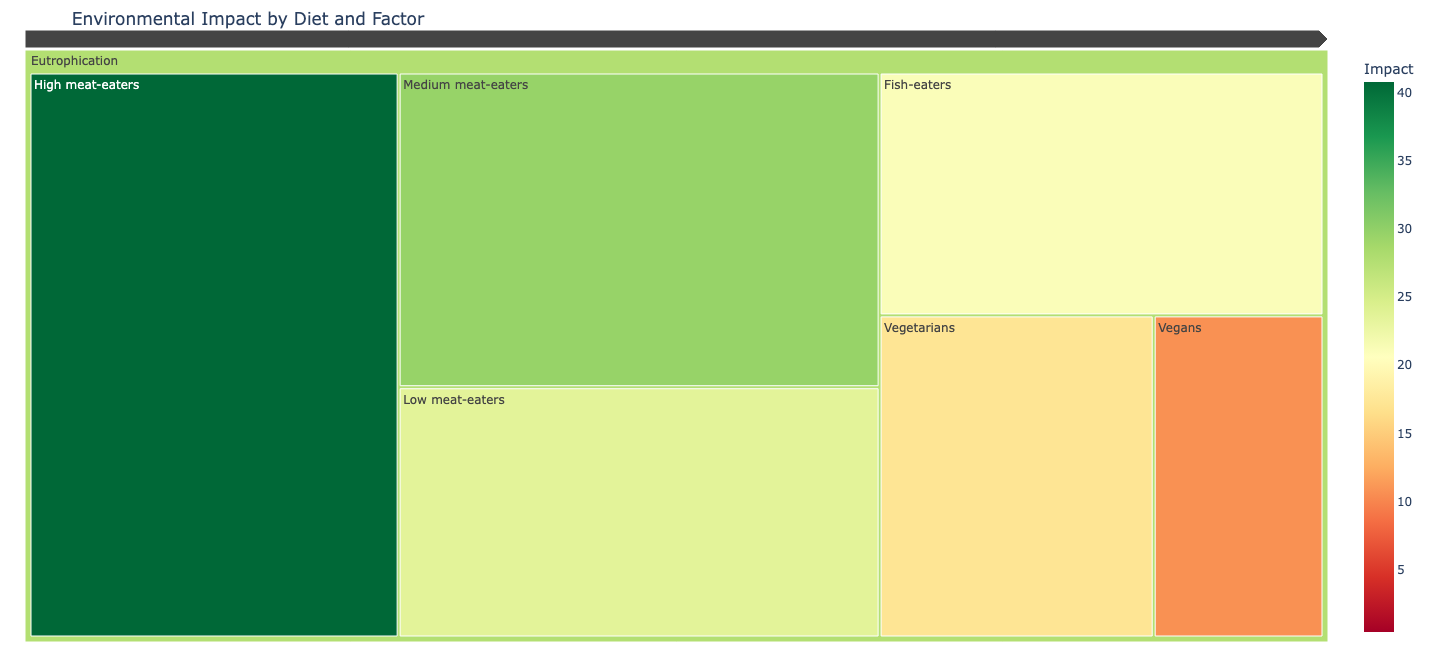 Environmental Impact by Diet and Factor
Eutrophication
High meat-eaters
Medium meat-eaters
Low meat-eaters
Fish-eaters
Vegetarians
Vegans
Impact
40
35
30
25
20
15
10
5